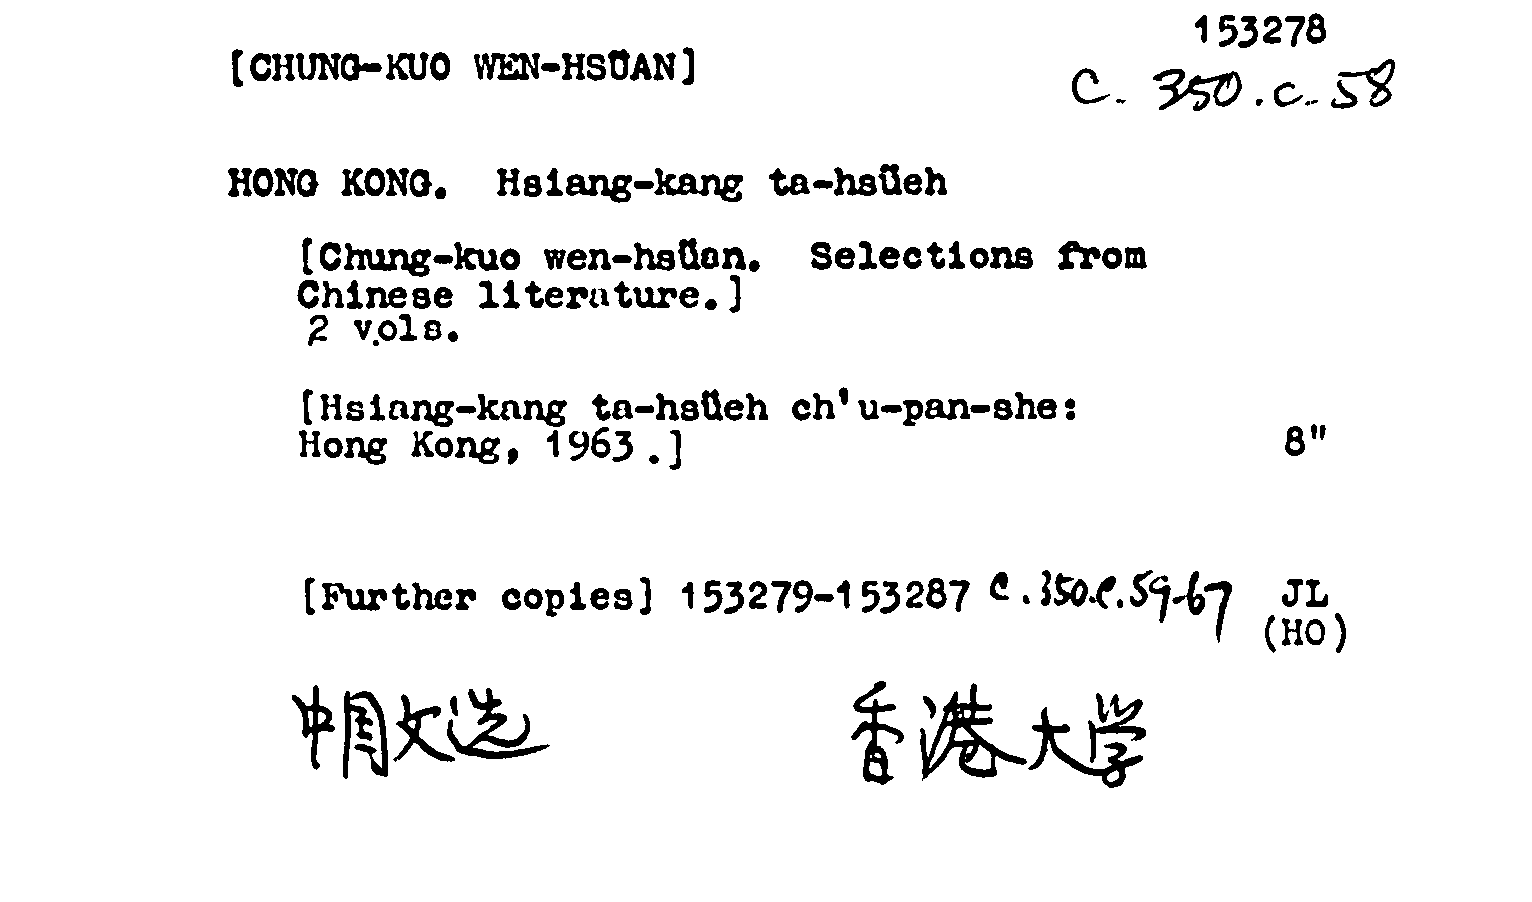 153278
[CHUNG-KUO WEN-HSÜAN]
C. 350.c.58
HONG KONG. Hsiang-kang ta-hsüeh
[Chung-kuo wen-hsüan. Selections from
Chinese literature.]
2 vols.
[Hsiang-kang ta-hsüeh ch'u-pan-she:
Hong Kong, 1963.]
8"
[Further copies] 153279-153287 C.350.c.59-67 JL
(HO)
中国文选 香港大学